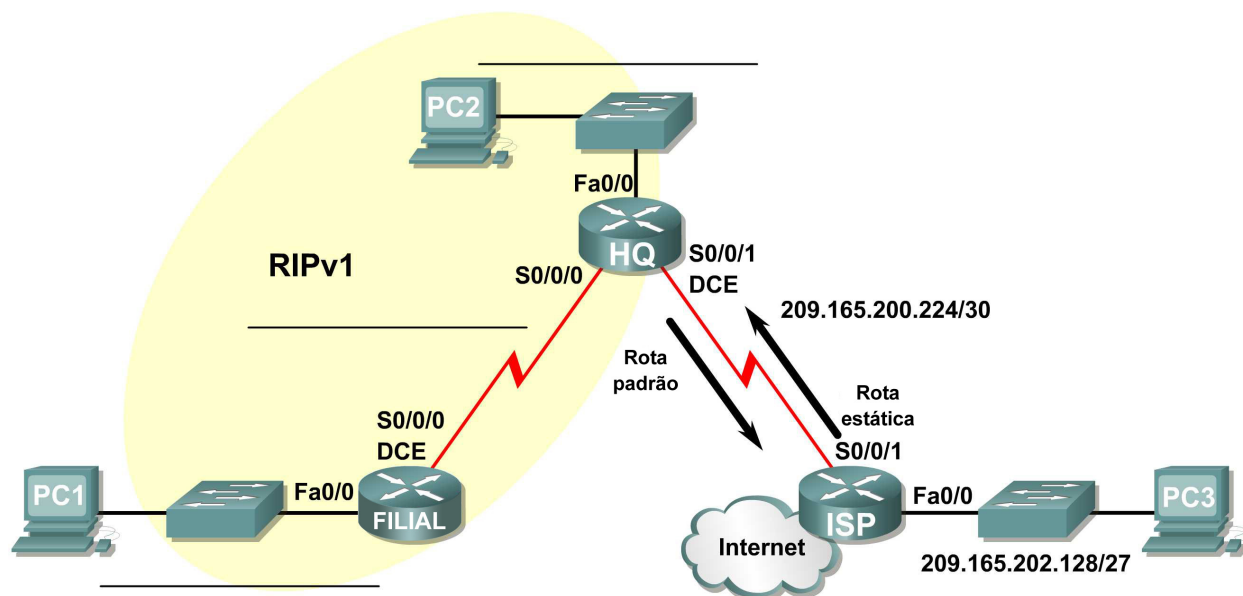 PC2
Fa0/0
HQ
RIPv1
S0/0/0
S0/0/1
DCE
209.165.200.224/30
Rota
padrão
Rota
estática
S0/0/0
DCE
S0/0/1
PC1
Fa0/0
FILIAL
Internet
ISP
Fa0/0
PC3
209.165.202.128/27